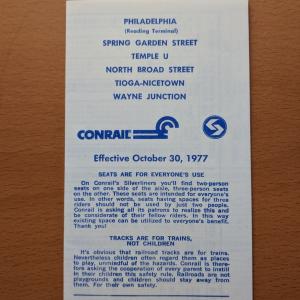 PHILADELPHIA
(Reading Terminal)
SPRING GARDEN STREET
TEMPLE U
NORTH BROAD STREET
TIOGA-NICETOWN
WAYNE JUNCTION
CONRAIL
Effective October 30, 1977
SEATS ARE FOR EVERYONE'S USE
On Conrail's Silverliners you'll find two-person
seats on one side of the aisle, three-person seats
on the other. These seats are intended for everyone's
use. In other words, seats having spaces for three
riders should not be used by just two people.
Conrail is asking all its patrons to realize this and
be considerate of their fellow riders. In this way
existing space can be utilized to everyone's benefit.
Thank you!
TRACKS ARE FOR TRAINS,
NOT CHILDREN
It's obvious that railroad tracks are for trains.
Nevertheless children often regard them as places
to play, unmindful of the hazards. Conrail is there-
fore asking the cooperation of every parent to instill
in their children this safety rule. Railroads are not
playgrounds and children should stay away from
them. For their own safety.